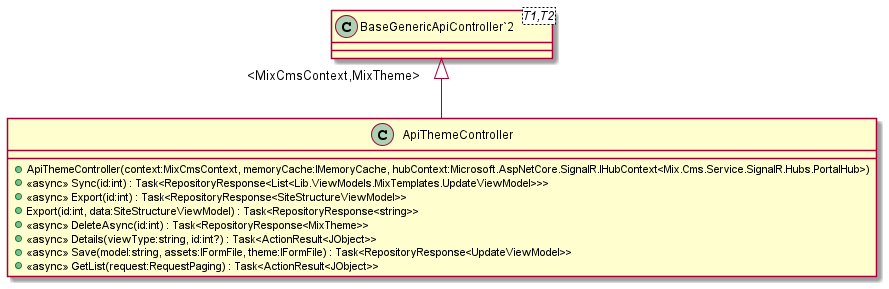 T1,T2
C BaseGenericApiController`2
<MixCmsContext,MixTheme>
C ApiThemeController
ApiThemeController(context:MixCmsContext, memoryCache:IMemoryCache, hubContext:Microsoft.AspNetCore.SignalR.IHubContext<Mix.Cms.Service.SignalR.Hubs.PortalHub>)
«async» Sync(id:int) : Task<RepositoryResponse<List<Lib.ViewModels.MixTemplates.UpdateViewModel>>>
«async» Export(id:int) : Task<RepositoryResponse<SiteStructureViewModel>>
Export(id:int, data:SiteStructureViewModel) : Task<RepositoryResponse<string>>
«async» DeleteAsync(id:int) : Task<RepositoryResponse<MixTheme>>
«async» Details(viewType:string, id:int?) : Task<ActionResult<JObject>>
«async» Save(model:string, assets:IFormFile, theme:IFormFile) : Task<RepositoryResponse<UpdateViewModel>>
«async» GetList(request:RequestPaging) : Task<ActionResult<JObject>>